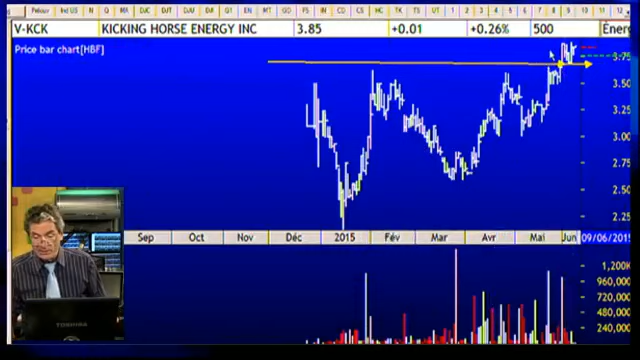 V-KCK KICKING HORSE ENERGY INC 3.85 +0.01 +0.26% 500 Énerg
Price bar chart[HBF]
3.75
3.50
3.25
3.00
2.75
2.50
2.25
Sep Oct Nov Déc 2015 Fév Mar Avr Mai Jun 09/06/2015
1,200K
960,000
720,000
480,000
240,000
TOSHIBA